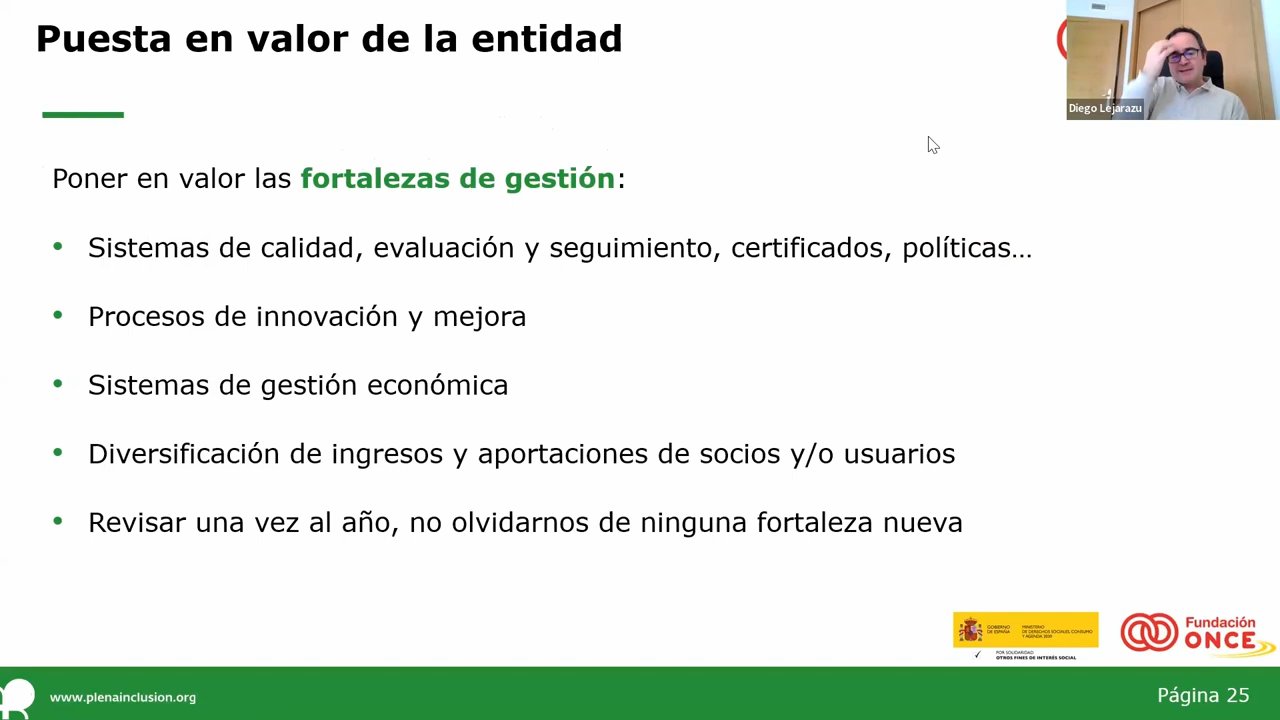 Puesta en valor de la entidad
Diego Lejarazu
Poner en valor las fortalezas de gestión:
• Sistemas de calidad, evaluación y seguimiento, certificados, políticas…
• Procesos de innovación y mejora
• Sistemas de gestión económica
• Diversificación de ingresos y aportaciones de socios y/o usuarios
• Revisar una vez al año, no olvidarnos de ninguna fortaleza nueva
GOBIERNO
DE ESPAÑA
MINISTERIO
DE DERECHOS SOCIALES, CONSUMO
Y AGENDA 2030
POR SOLIDARIDAD
OTROS FINES DE INTERÉS SOCIAL
Fundación
ONCE
www.plenainclusion.org
Página 25